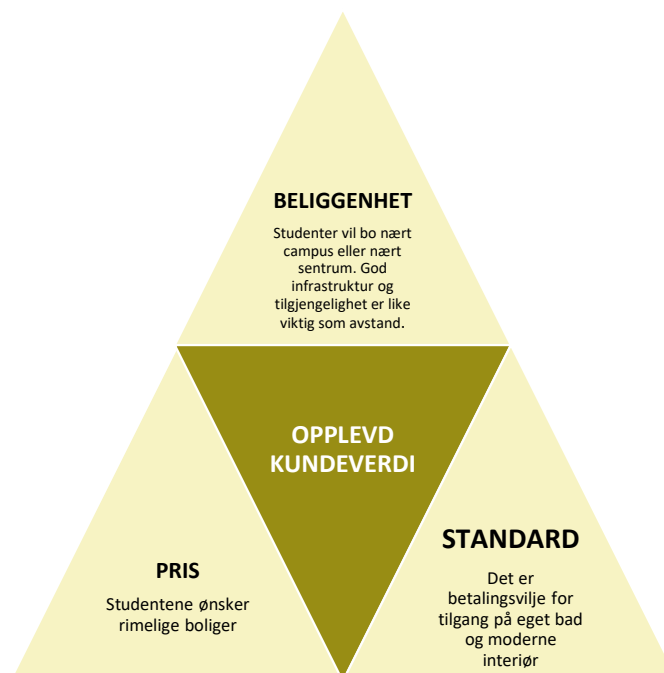 BELIGGENHET
Studenter vil bo nært
campus eller nært
sentrum. God
infrastruktur og
tilgjengelighet er like
viktig som avstand.
OPPLEVD
KUNDEVERDI
PRIS
Studentene ønsker
rimelige boliger
STANDARD
Det er
betalingsvilje for
tilgang på eget bad
og moderne
interiør